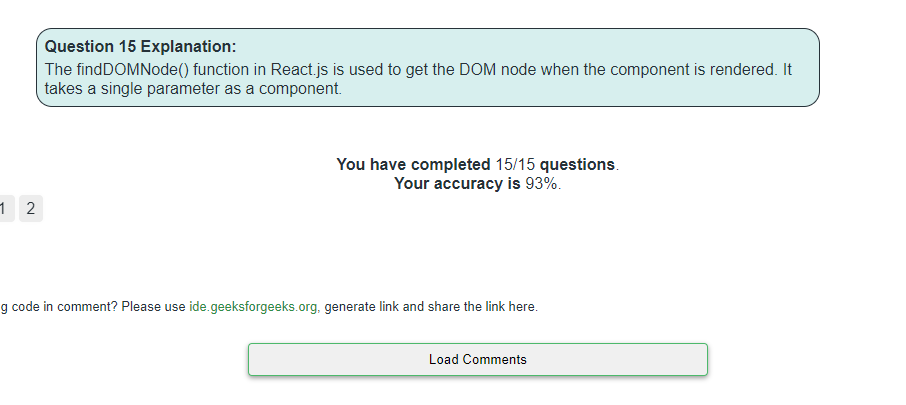 Question 15 Explanation:
The findDOMNode() function in React.js is used to get the DOM node when the component is rendered. It
takes a single parameter as a component.
You have completed 15/15 questions.
Your accuracy is 93%.
1 2
g code in comment? Please use ide.geeksforgeeks.org, generate link and share the link here.
Load Comments